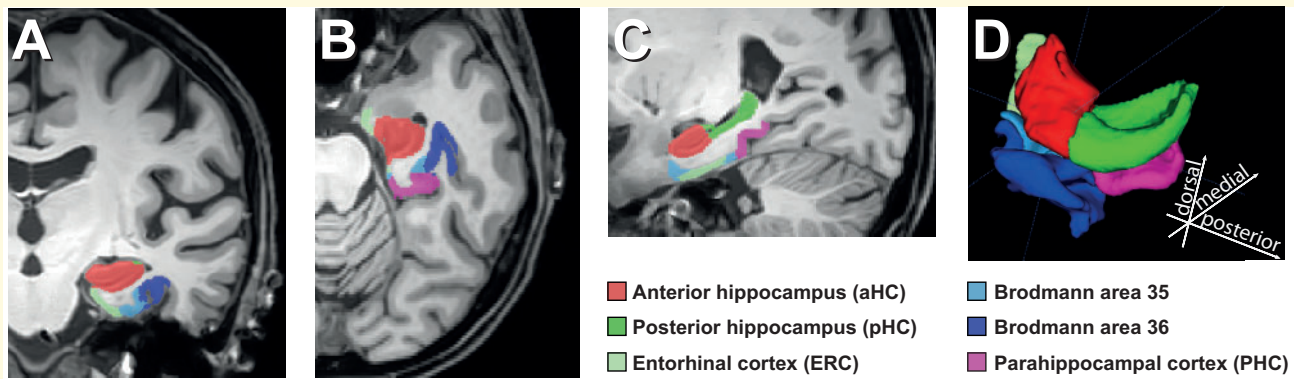 A
B
C
D
dorsal
medial
posterior
Anterior hippocampus (aHC)
Posterior hippocampus (pHC)
Entorhinal cortex (ERC)
Brodmann area 35
Brodmann area 36
Parahippocampal cortex (PHC)